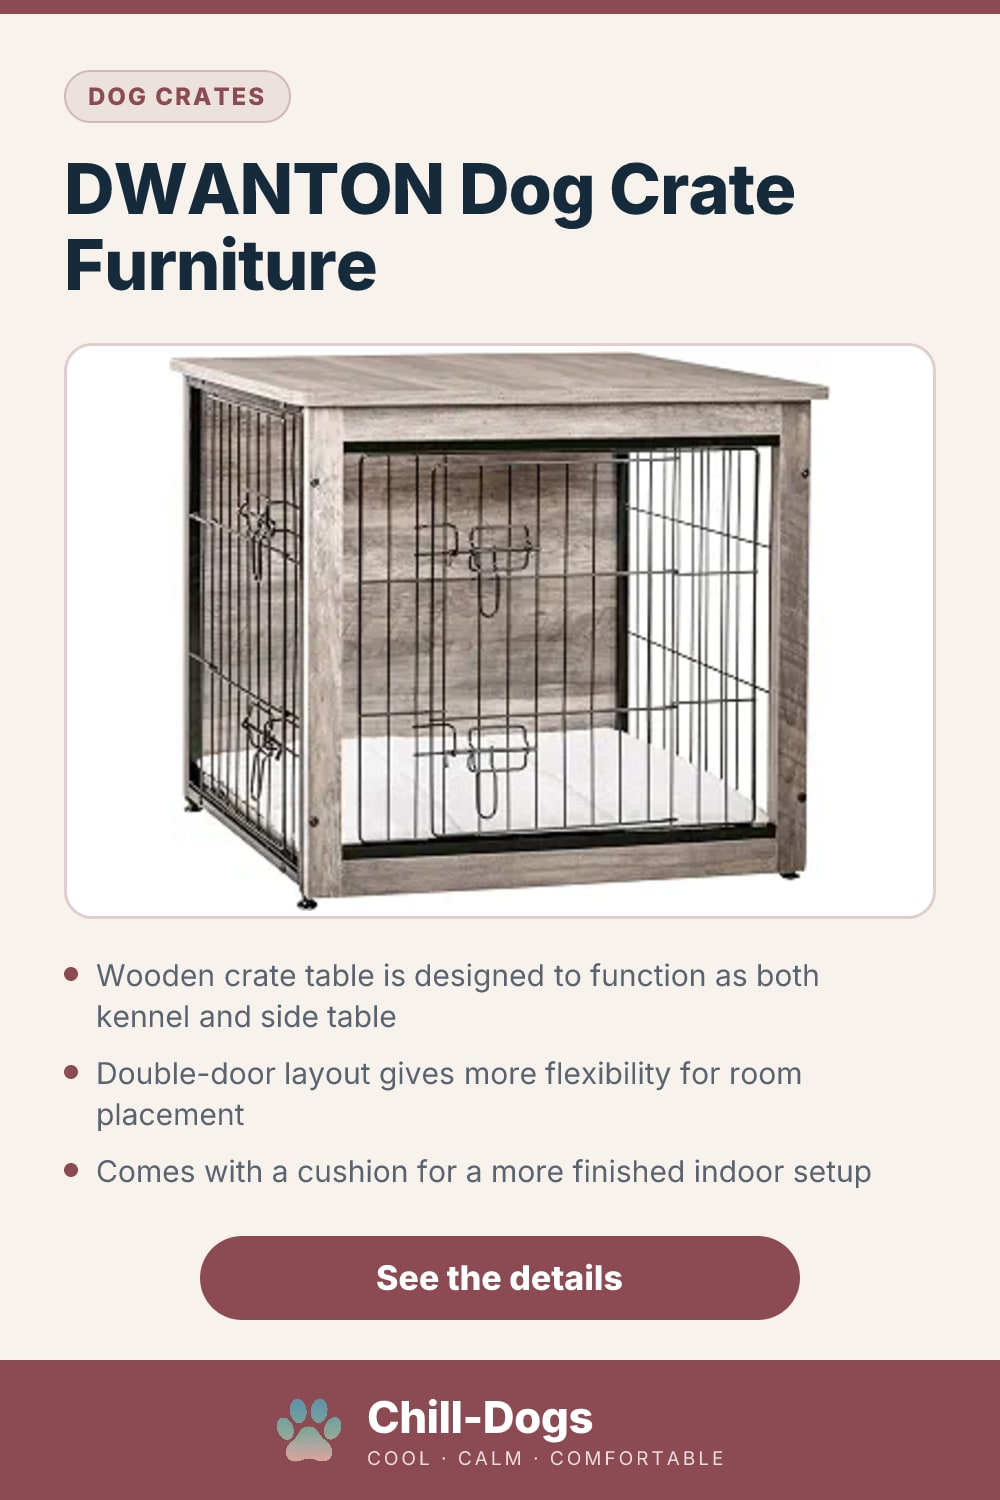 DOG CRATES
DWANTON Dog Crate
Furniture
Wooden crate table is designed to function as both
kennel and side table
Double-door layout gives more flexibility for room
placement
Comes with a cushion for a more finished indoor setup
See the details
Chill-Dogs
COOL · CALM · COMFORTABLE